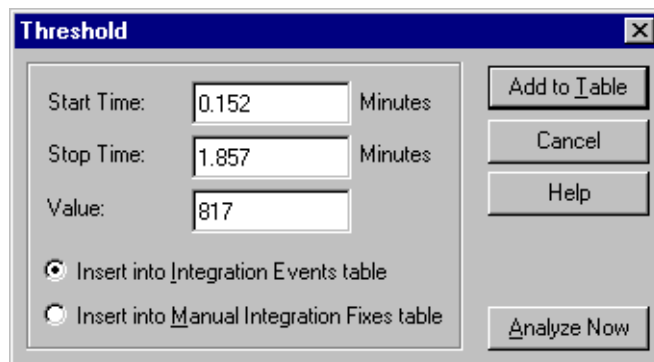 Threshold
Start Time: 0.152 Minutes
Stop Time: 1.857 Minutes
Value: 817
Insert into Integration Events table
Insert into Manual Integration Fixes table
Add to Table
Cancel
Help
Analyze Now